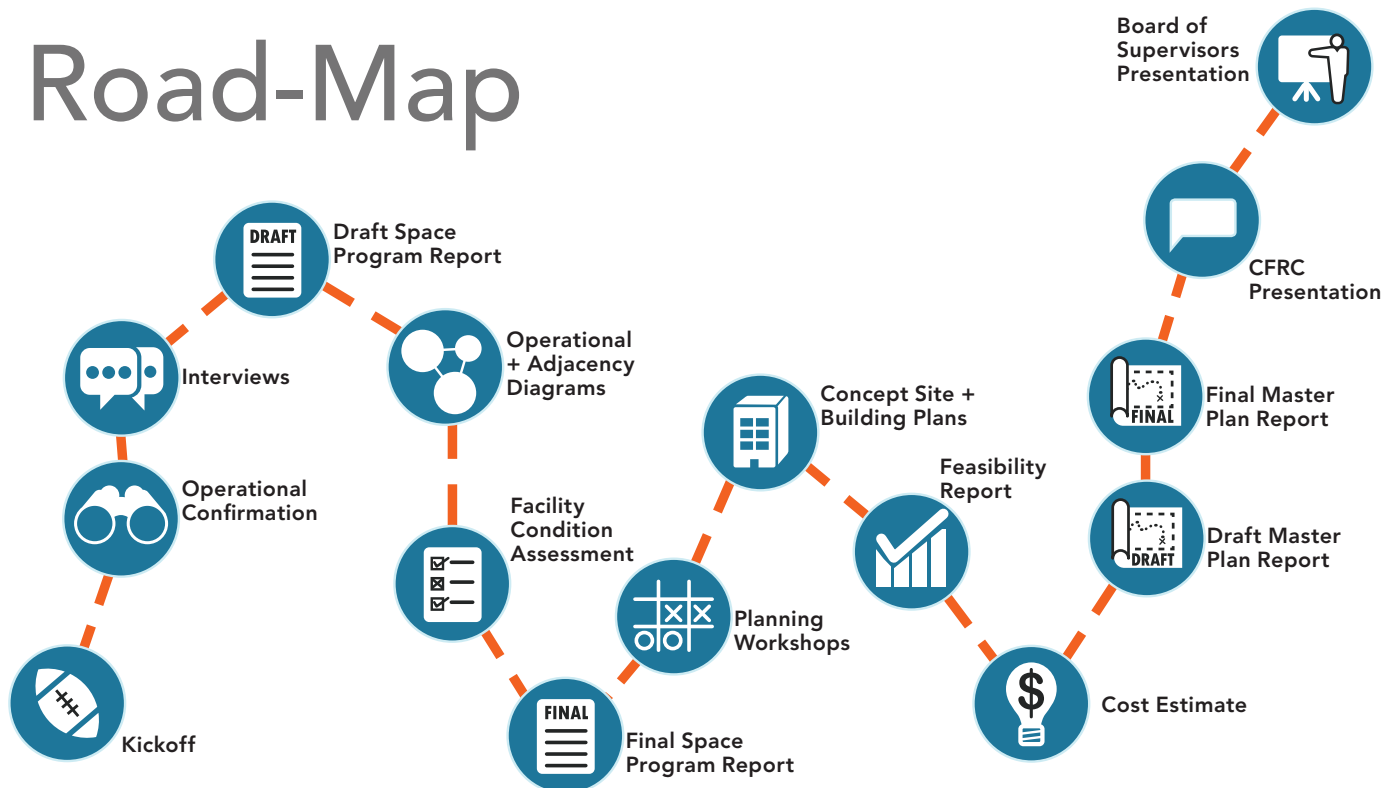 Road-Map
Kickoff
Operational
Confirmation
Interviews
DRAFT
Draft Space
Program Report
Operational
+ Adjacency
Diagrams
Facility
Condition
Assessment
FINAL
Final Space
Program Report
XX
OO
Planning
Workshops
Concept Site +
Building Plans
Feasibility
Report
$
Cost Estimate
x
DRAFT
Draft Master
Plan Report
x
FINAL
Final Master
Plan Report
CFRC
Presentation
Board of
Supervisors
Presentation